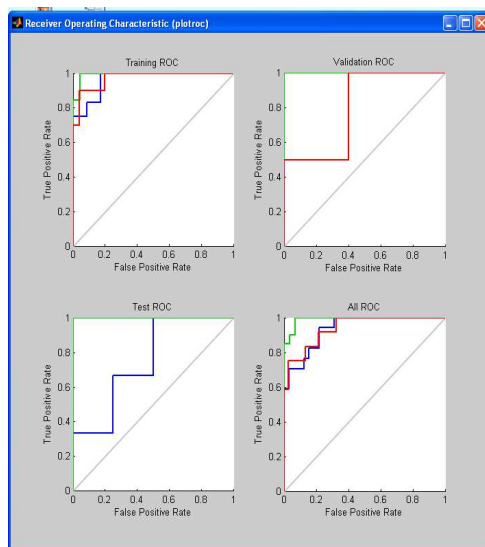 Receiver Operating Characteristic (plotroc)
Training ROC
1
0.8
0.6
0.4
0.2
0
True Positive Rate
0 0.2 0.4 0.6 0.8 1
False Positive Rate
Validation ROC
1
0.8
0.6
0.4
0.2
0
True Positive Rate
0 0.2 0.4 0.6 0.8 1
False Positive Rate
Test ROC
1
0.8
0.6
0.4
0.2
0
True Positive Rate
0 0.2 0.4 0.6 0.8 1
False Positive Rate
All ROC
1
0.8
0.6
0.4
0.2
0
True Positive Rate
0 0.2 0.4 0.6 0.8 1
False Positive Rate